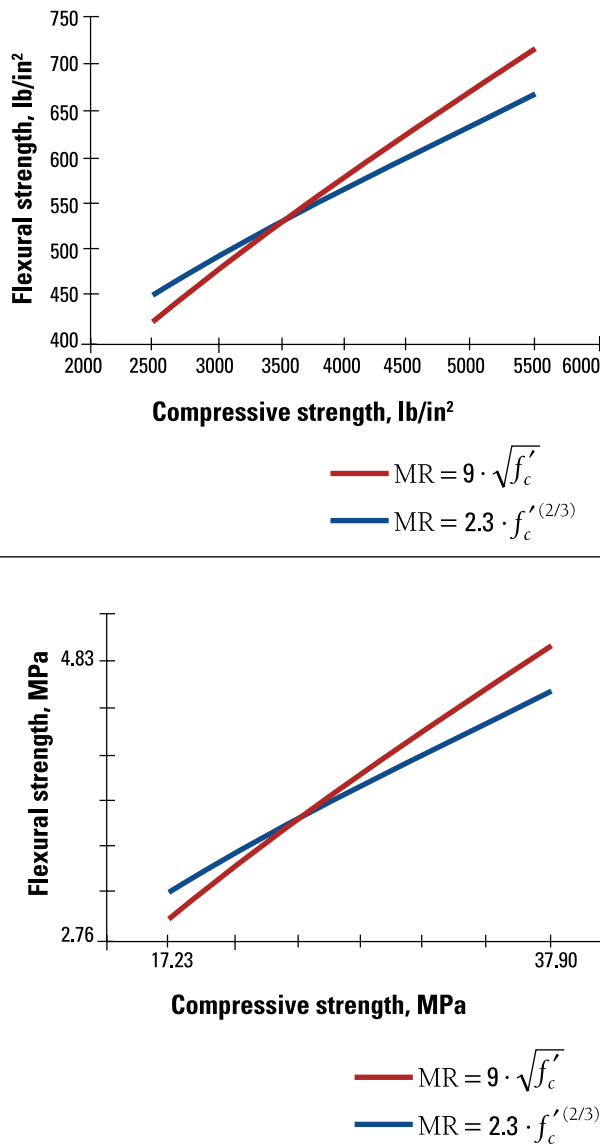 Flexural strength, lb/in²
750
700
650
600
550
500
450
400
2000 2500 3000 3500 4000 4500 5000 5500 6000
Compressive strength, lb/in²
MR = 9 · √f′c
MR = 2.3 · f′c(2/3)
Flexural strength, MPa
4.83
2.76
17.23 37.90
Compressive strength, MPa
MR = 9 · √f′c
MR = 2.3 · f′c(2/3)